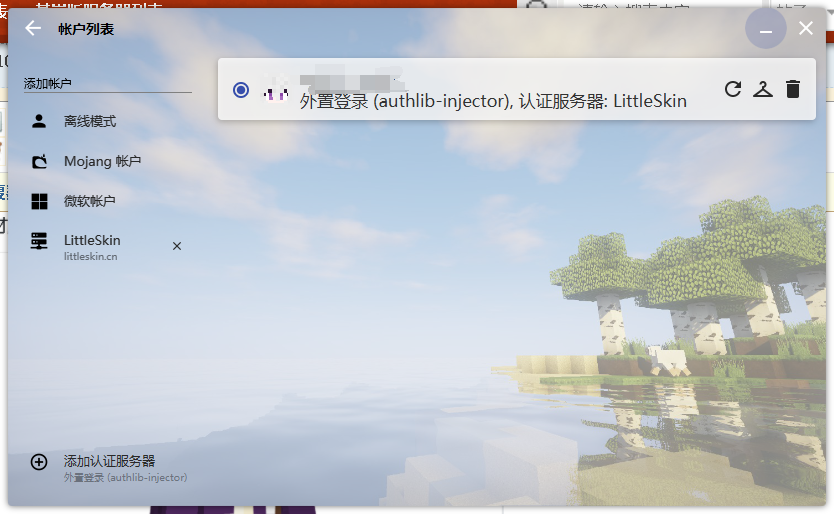 帐户列表
添加帐户
离线模式
Mojang 帐户
微软帐户
LittleSkin
littleskin.cn
外置登录 (authlib-injector), 认证服务器: LittleSkin
添加认证服务器
外置登录 (authlib-injector)